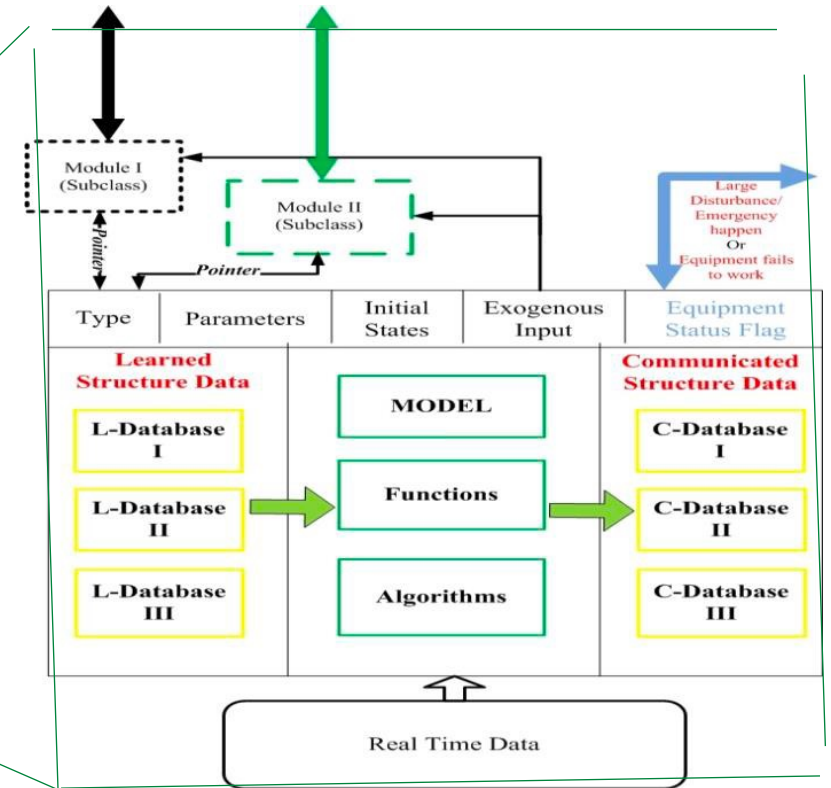 Module I
(Subclass)
Module II
(Subclass)
Large
Disturbance/
Emergency
happen
Or
Equipment fails
to work
Pointer
Pointer
Type
Parameters
Initial
States
Exogenous
Input
Equipment
Status Flag
Learned
Structure Data
Communicated
Structure Data
L-Database
I
L-Database
II
L-Database
III
MODEL
Functions
Algorithms
C-Database
I
C-Database
II
C-Database
III
Real Time Data